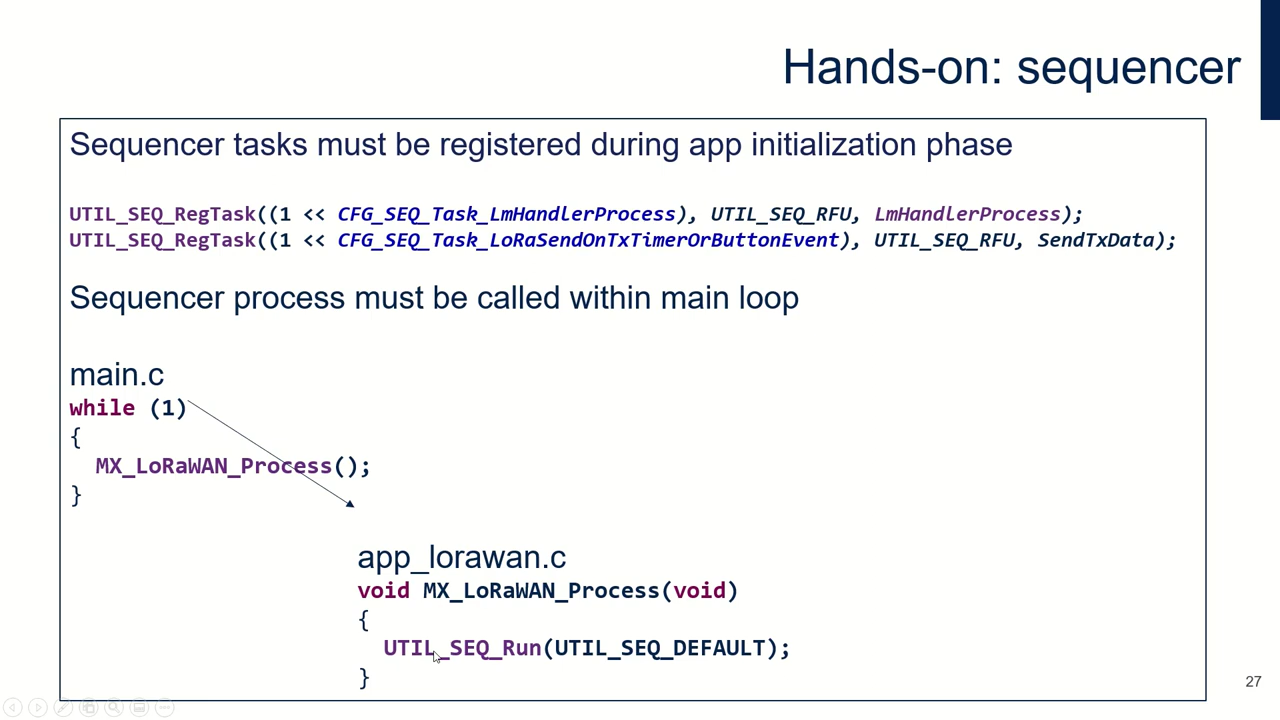 Hands-on: sequencer
Sequencer tasks must be registered during app initialization phase
UTIL_SEQ_RegTask((1 << CFG_SEQ_Task_LmHandlerProcess), UTIL_SEQ_RFU, LmHandlerProcess);
UTIL_SEQ_RegTask((1 << CFG_SEQ_Task_LoRaSendOnTxTimerOrButtonEvent), UTIL_SEQ_RFU, SendTxData);
Sequencer process must be called within main loop
main.c
while (1)
{
MX_LoRaWAN_Process();
}
app_lorawan.c
void MX_LoRaWAN_Process(void)
{
UTIL_SEQ_Run(UTIL_SEQ_DEFAULT);
}
27